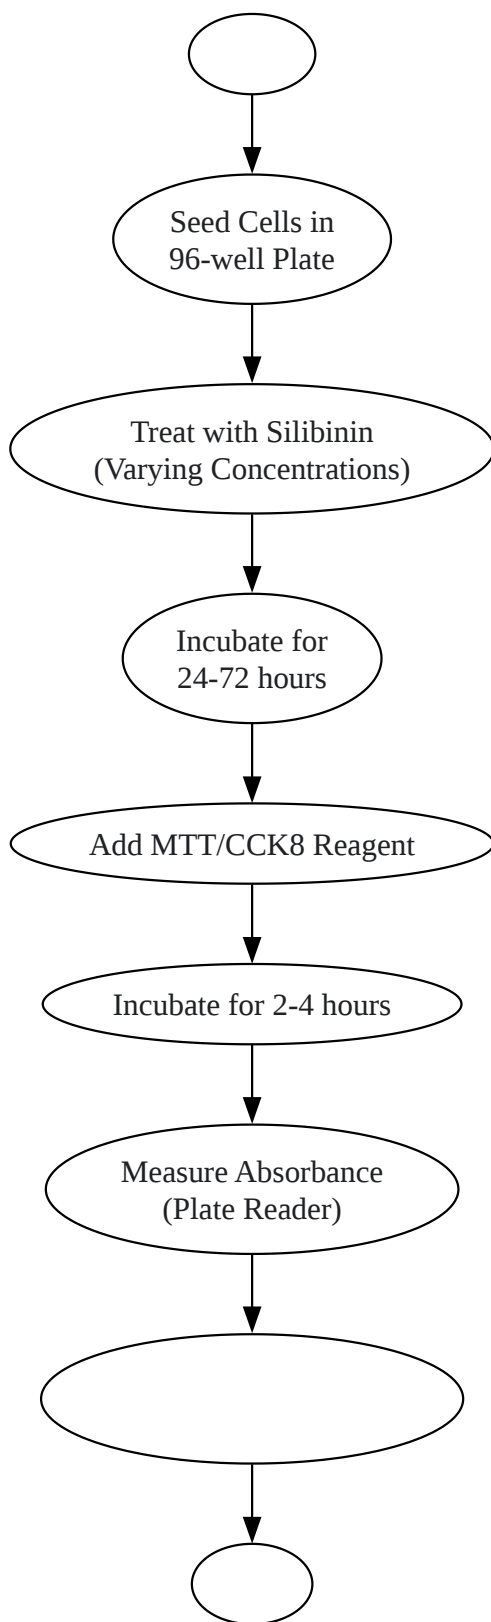 Seed Cells in
96-well Plate
Treat with Silibinin
(Varying Concentrations)
Incubate for
24-72 hours
Add MTT/CCK8 Reagent
Incubate for 2-4 hours
Measure Absorbance
(Plate Reader)